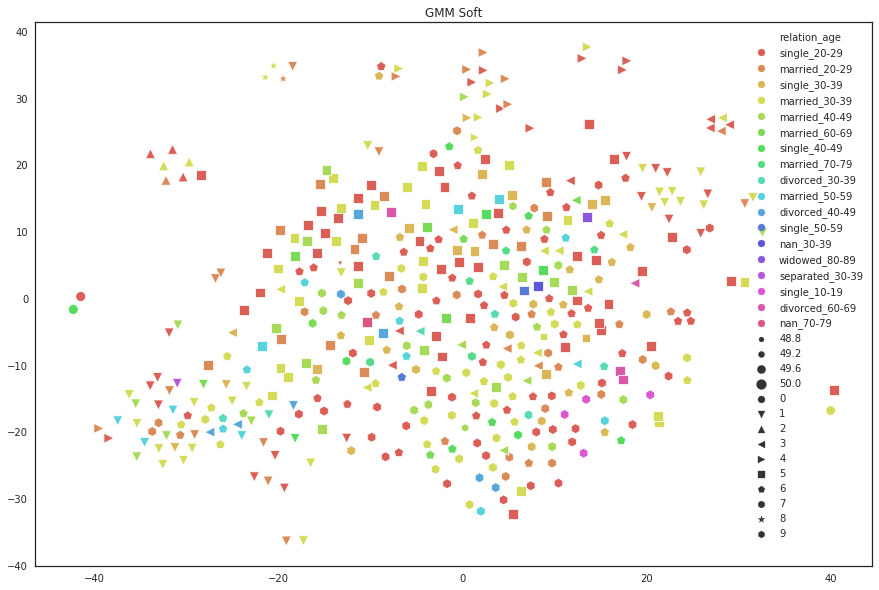 GMM Soft
40
30
20
10
0
−10
−20
−30
−40
−40
−20
0
20
40
relation_age
single_20-29
married_20-29
single_30-39
married_30-39
married_40-49
married_60-69
single_40-49
married_70-79
divorced_30-39
married_50-59
divorced_40-49
single_50-59
nan_30-39
widowed_80-89
separated_30-39
single_10-19
divorced_60-69
nan_70-79
48.8
49.2
49.6
50.0
0
1
2
3
4
5
6
7
8
9